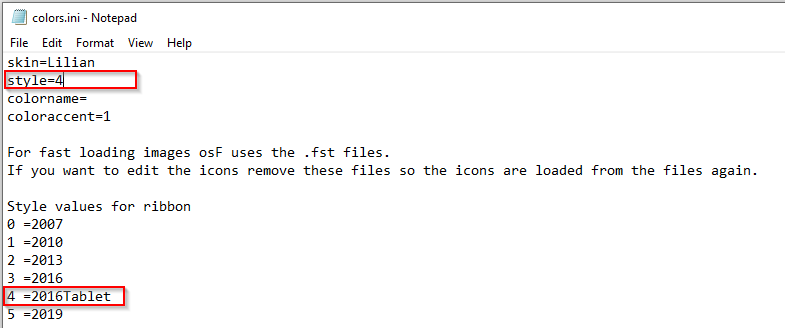 colors.ini - Notepad
File Edit Format View Help
skin=Lilian
style=4
colorname=
coloraccent=1
For fast loading images osF uses the .fst files.
If you want to edit the icons remove these files so the icons are loaded from the files again.
Style values for ribbon
0 =2007
1 =2010
2 =2013
3 =2016
4 =2016Tablet
5 =2019